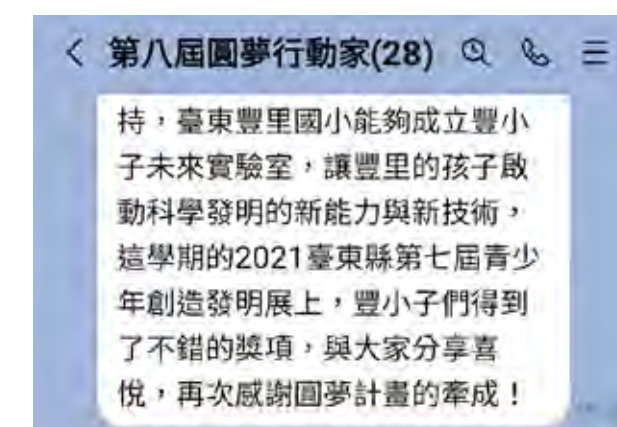 第八屆圓夢行動家(28)
持，臺東豐里國小能夠成立豐小
子未來實驗室，讓豐里的孩子啟
動科學發明的新能力與新技術，
這學期的2021臺東縣第七屆青少
年創造發明展上，豐小子們得到
了不錯的獎項，與大家分享喜
悅，再次感謝圓夢計畫的牽成！